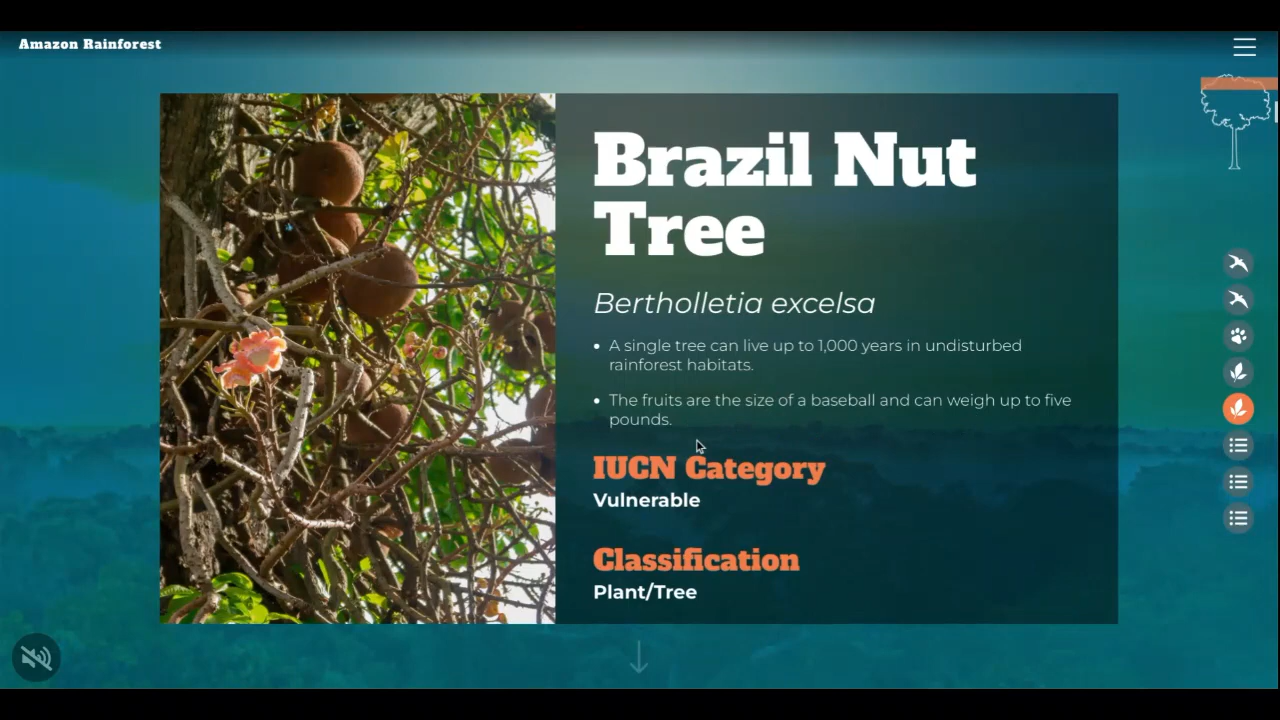 Amazon Rainforest
Brazil Nut
Tree
Bertholletia excelsa
• A single tree can live up to 1,000 years in undisturbed
rainforest habitats.
• The fruits are the size of a baseball and can weigh up to five
pounds.
IUCN Category
Vulnerable
Classification
Plant/Tree